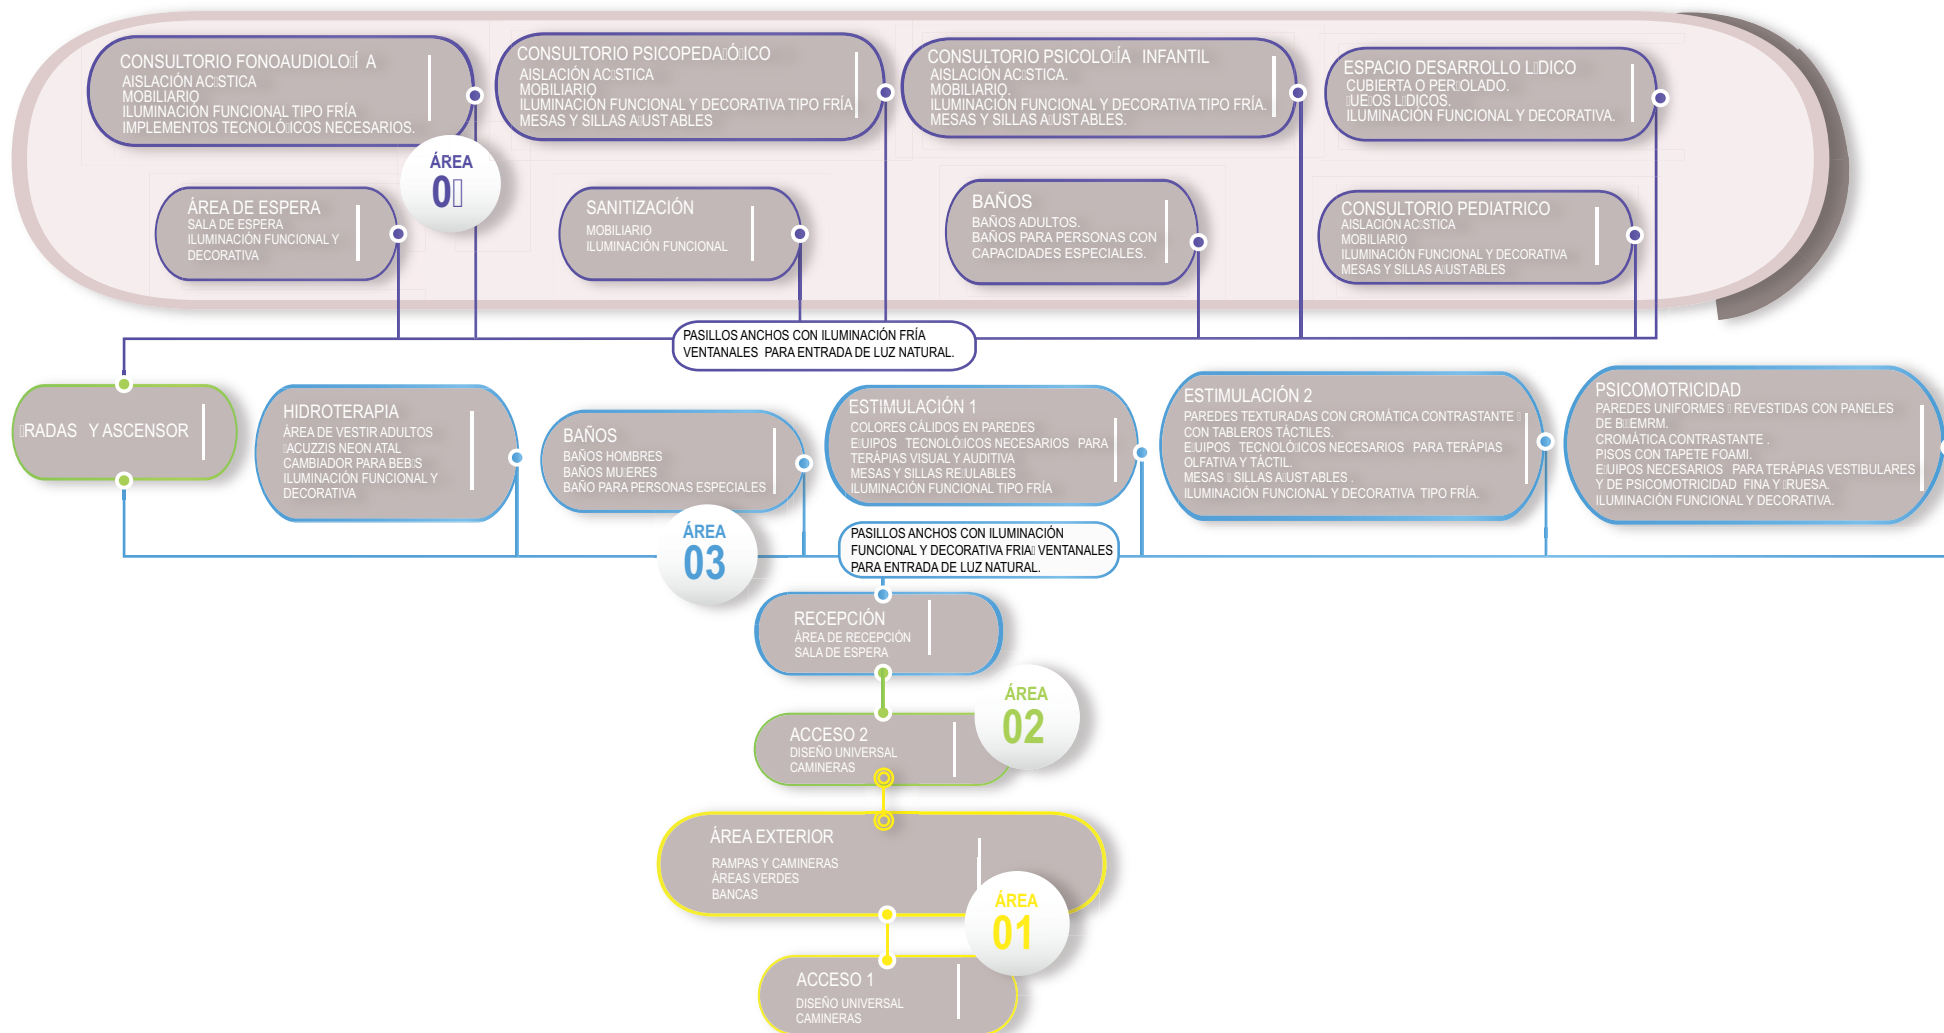 CONSULTORIO FONOAUDIOLO▯Í A
AISLACIÓN AC▯STICA
MOBILIARIO
ILUMINACIÓN FUNCIONAL TIPO FRÍA
IMPLEMENTOS TECNOLÓ▯ICOS NECESARIOS.
CONSULTORIO PSICOPEDA▯Ó▯ICO
AISLACIÓN AC▯STICA
MOBILIARIO
ILUMINACIÓN FUNCIONAL Y DECORATIVA TIPO FRÍA
MESAS Y SILLAS A▯UST ABLES
CONSULTORIO PSICOLO▯ÍA INFANTIL
AISLACIÓN AC▯STICA.
MOBILIARIO.
ILUMINACIÓN FUNCIONAL Y DECORATIVA TIPO FRÍA.
MESAS Y SILLAS A▯UST ABLES.
ESPACIO DESARROLLO L▯DICO
CUBIERTA O PER▯OLADO.
▯UE▯OS L▯DICOS.
ILUMINACIÓN FUNCIONAL Y DECORATIVA.
ÁREA
0▯
ÁREA DE ESPERA
SALA DE ESPERA
ILUMINACIÓN FUNCIONAL Y
DECORATIVA
SANITIZACIÓN
MOBILIARIO
ILUMINACIÓN FUNCIONAL
BAÑOS
BAÑOS ADULTOS.
BAÑOS PARA PERSONAS CON
CAPACIDADES ESPECIALES.
CONSULTORIO PEDIATRICO
AISLACIÓN AC▯STICA
MOBILIARIO
ILUMINACIÓN FUNCIONAL Y DECORATIVA
MESAS Y SILLAS A▯UST ABLES
PASILLOS ANCHOS CON ILUMINACIÓN FRÍA
VENTANALES PARA ENTRADA DE LUZ NATURAL.
▯RADAS Y ASCENSOR
HIDROTERAPIA
ÁREA DE VESTIR ADULTOS
▯ACUZZIS NEON ATAL
CAMBIADOR PARA BEB▯S
ILUMINACIÓN FUNCIONAL Y
DECORATIVA
BAÑOS
BAÑOS HOMBRES
BAÑOS MU▯ERES
BAÑO PARA PERSONAS ESPECIALES
ESTIMULACIÓN 1
COLORES CÁLIDOS EN PAREDES
E▯UIPOS TECNOLÓ▯ICOS NECESARIOS PARA
TERÁPIAS VISUAL Y AUDITIVA
MESAS Y SILLAS RE▯ULABLES
ILUMINACIÓN FUNCIONAL TIPO FRÍA
ESTIMULACIÓN 2
PAREDES TEXTURADAS CON CROMÁTICA CONTRASTANTE ▯
CON TABLEROS TÁCTILES.
E▯UIPOS TECNOLÓ▯ICOS NECESARIOS PARA TERÁPIAS
OLFATIVA Y TÁCTIL.
MESAS ▯ SILLAS A▯UST ABLES .
ILUMINACIÓN FUNCIONAL Y DECORATIVA TIPO FRÍA.
PSICOMOTRICIDAD
PAREDES UNIFORMES ▯ REVESTIDAS CON PANELES
DE B▯EMRM.
CROMÁTICA CONTRASTANTE .
PISOS CON TAPETE FOAMI.
E▯UIPOS NECESARIOS PARA TERÁPIAS VESTIBULARES
Y DE PSICOMOTRICIDAD FINA Y ▯RUESA.
ILUMINACIÓN FUNCIONAL Y DECORATIVA.
ÁREA
03
PASILLOS ANCHOS CON ILUMINACIÓN
FUNCIONAL Y DECORATIVA FRIA▯ VENTANALES
PARA ENTRADA DE LUZ NATURAL.
RECEPCIÓN
ÁREA DE RECEPCIÓN
SALA DE ESPERA
ÁREA
02
ACCESO 2
DISEÑO UNIVERSAL
CAMINERAS
ÁREA EXTERIOR
RAMPAS Y CAMINERAS
ÁREAS VERDES
BANCAS
ÁREA
01
ACCESO 1
DISEÑO UNIVERSAL
CAMINERAS